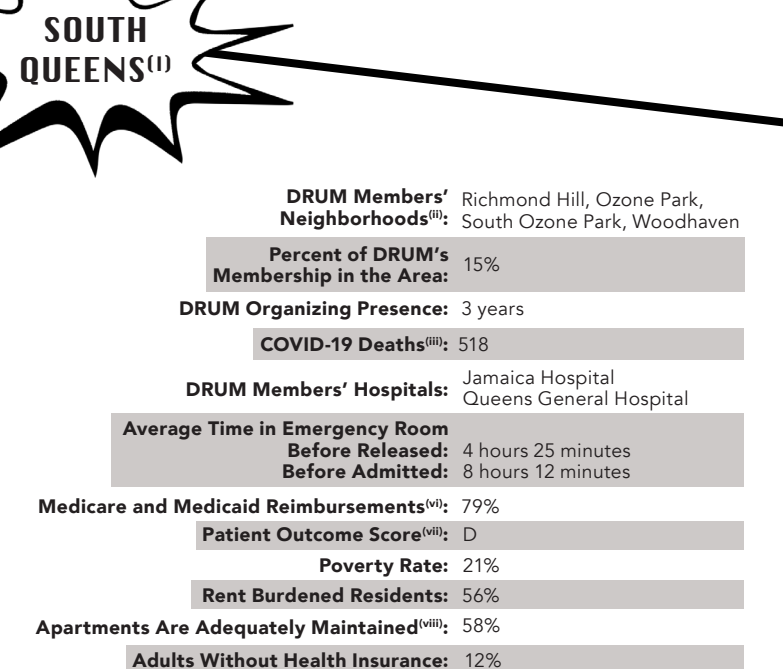 SOUTH
QUEENS(I)
DRUM Members' Richmond Hill, Ozone Park,
Neighborhoods(ii): South Ozone Park, Woodhaven
Percent of DRUM's
Membership in the Area: 15%
DRUM Organizing Presence: 3 years
COVID-19 Deaths(iii): 518
DRUM Members' Hospitals: Jamaica Hospital
Queens General Hospital
Average Time in Emergency Room
Before Released: 4 hours 25 minutes
Before Admitted: 8 hours 12 minutes
Medicare and Medicaid Reimbursements(vi): 79%
Patient Outcome Score(vii): D
Poverty Rate: 21%
Rent Burdened Residents: 56%
Apartments Are Adequately Maintained(viii): 58%
Adults Without Health Insurance: 12%